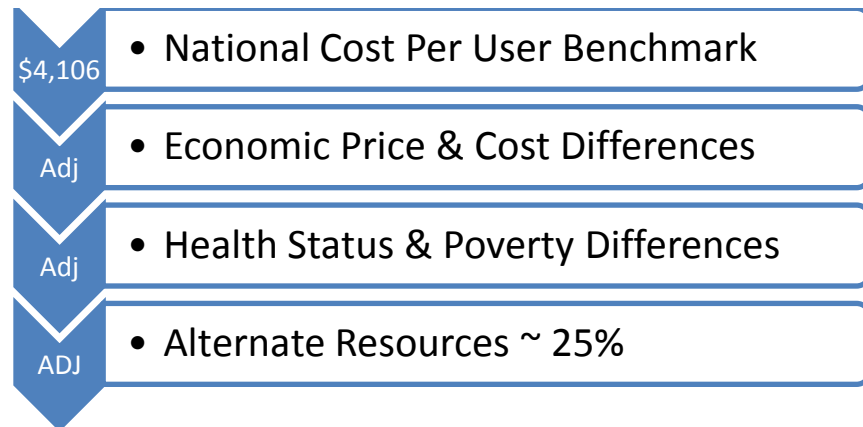 $4,106
• National Cost Per User Benchmark
Adj
• Economic Price & Cost Differences
Adj
• Health Status & Poverty Differences
ADJ
• Alternate Resources ~ 25%